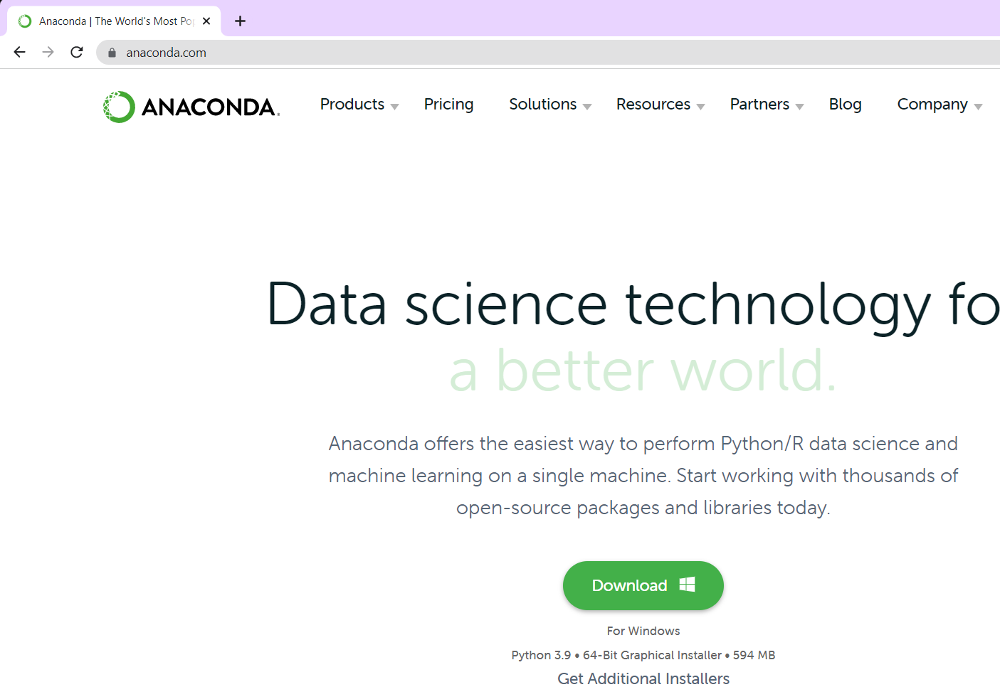 Anaconda | The World's Most Pop
anaconda.com
ANACONDA.
Products Pricing Solutions Resources Partners Blog Company
Data science technology fo
a better world.
Anaconda offers the easiest way to perform Python/R data science and
machine learning on a single machine. Start working with thousands of
open-source packages and libraries today.
Download
For Windows
Python 3.9 • 64-Bit Graphical Installer • 594 MB
Get Additional Installers